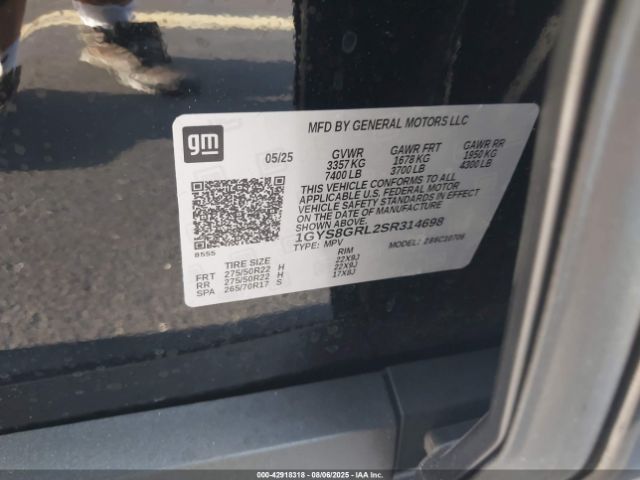 gm
MFD BY GENERAL MOTORS LLC
05/25 GVWR GAWR FRT GAWR RR
3357 KG 1678 KG 1950 KG
7400 LB 3700 LB 4300 LB
THIS VEHICLE CONFORMS TO ALL
APPLICABLE U.S. FEDERAL MOTOR
VEHICLE SAFETY STANDARDS IN
EFFECT ON THE DATE OF MANUFACTURE
SHOWN ABOVE.
1GYS8GRL2SR314698
TYPE: MPV MODEL:
8555
TIRE SIZE RIM
FRT 275/50R22 H 22X9J
RR 275/50R22 H 22X9J
SPA 265/70R17 S 17X8J
000-42918318 - 08/06/2025 - IAA Inc.